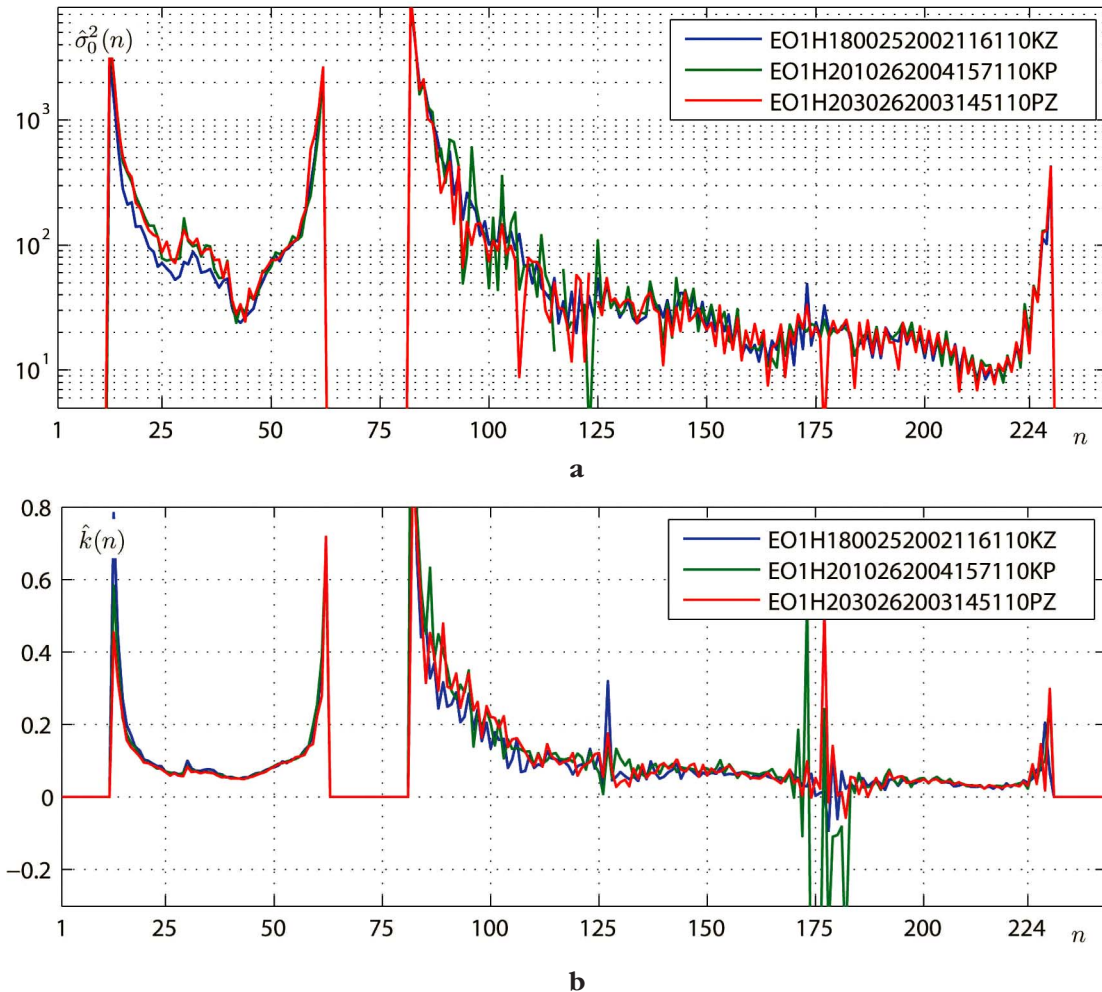 σ̂₀²(n)
EO1H1800252002116110KZ
EO1H2010262004157110KP
EO1H2030262003145110PZ
10³
10²
10¹
1 25 50 75 100 125 150 175 200 224 n
a
0.8
k̂(n)
EO1H1800252002116110KZ
EO1H2010262004157110KP
EO1H2030262003145110PZ
0.6
0.4
0.2
0
−0.2
1 25 50 75 100 125 150 175 200 224 n
b